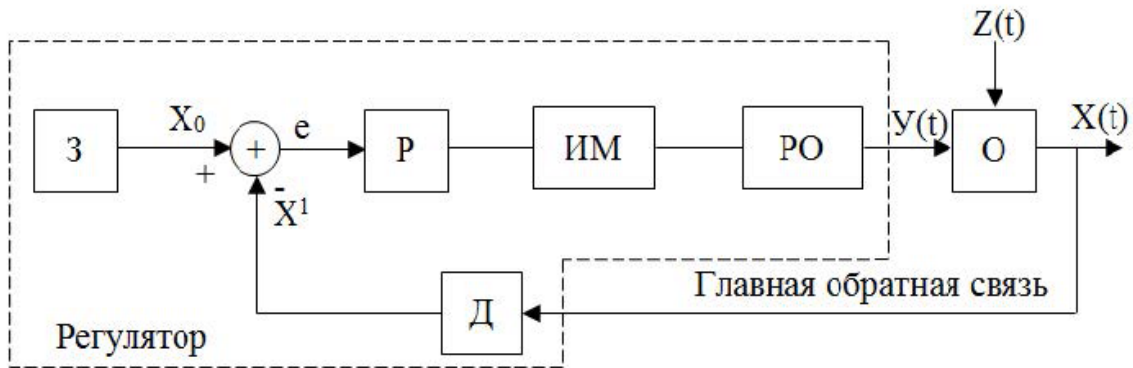 Z(t)
З
X₀
+
+
e
Р
ИМ
РО
У(t)
О
X(t)
-
X¹
Д
Главная обратная связь
Регулятор